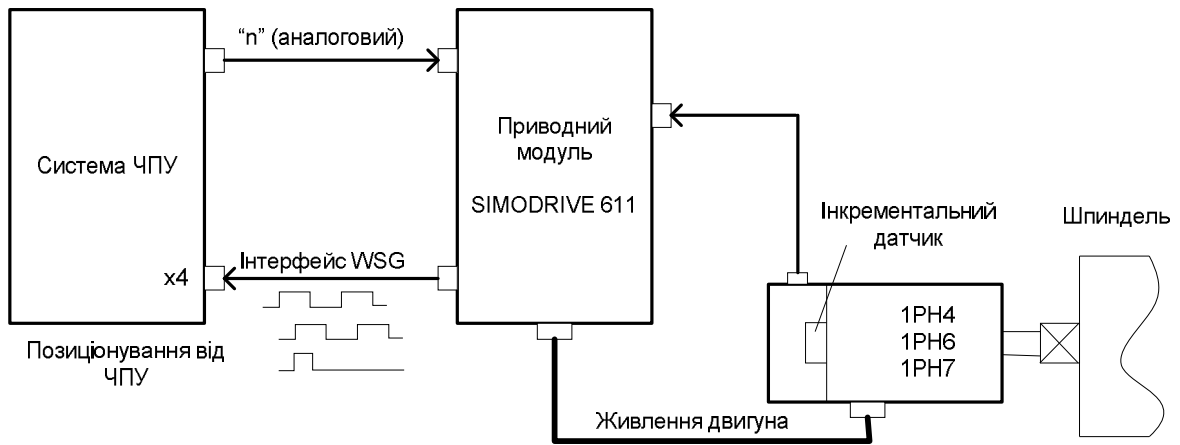 “n” (аналоговий)
Система ЧПУ
Приводний
модуль
SIMODRIVE 611
Інкрементальний
датчик
Шпиндель
x4
Інтерфейс WSG
1PH4
1PH6
1PH7
Позиціонування від
ЧПУ
Живлення двигуна